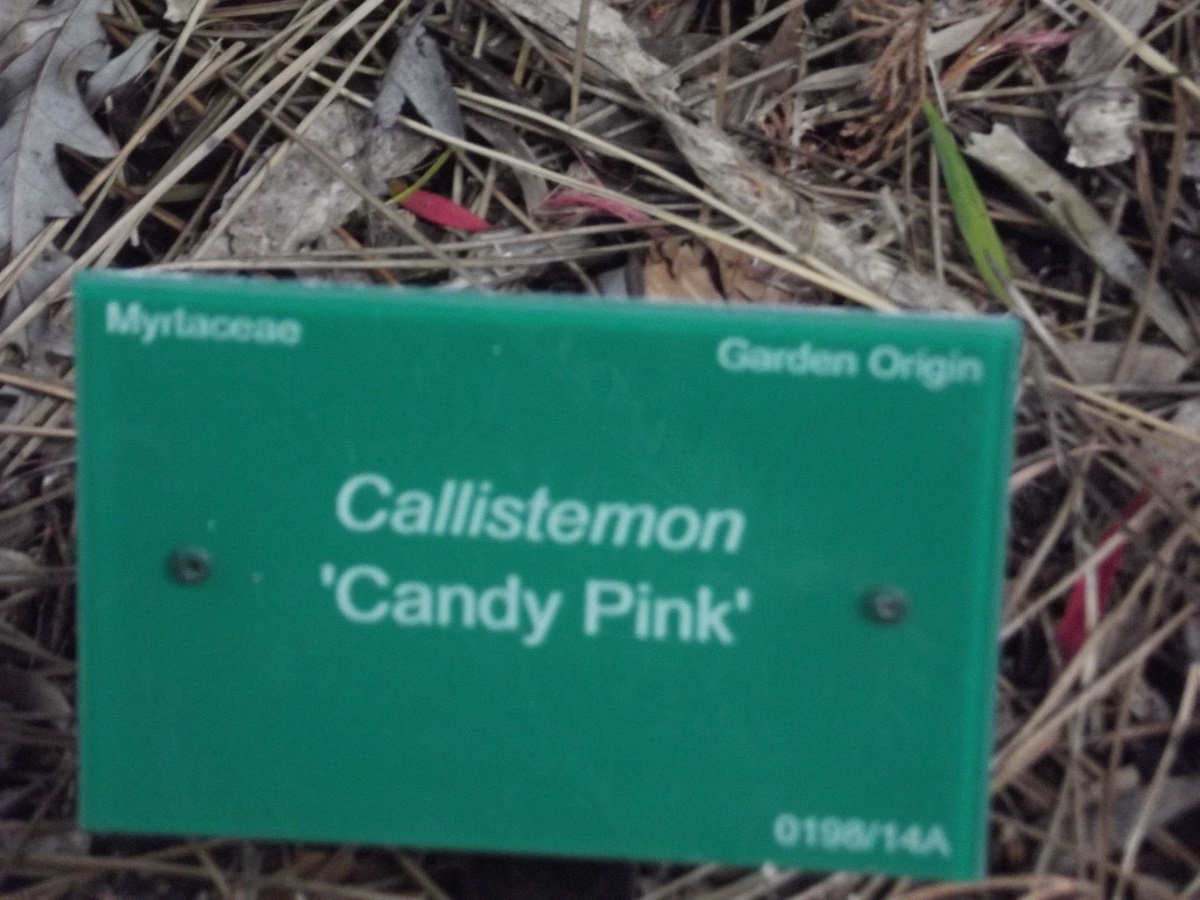 Myrtaceae
Garden Origin
Callistemon
'Candy Pink'
0198/14A